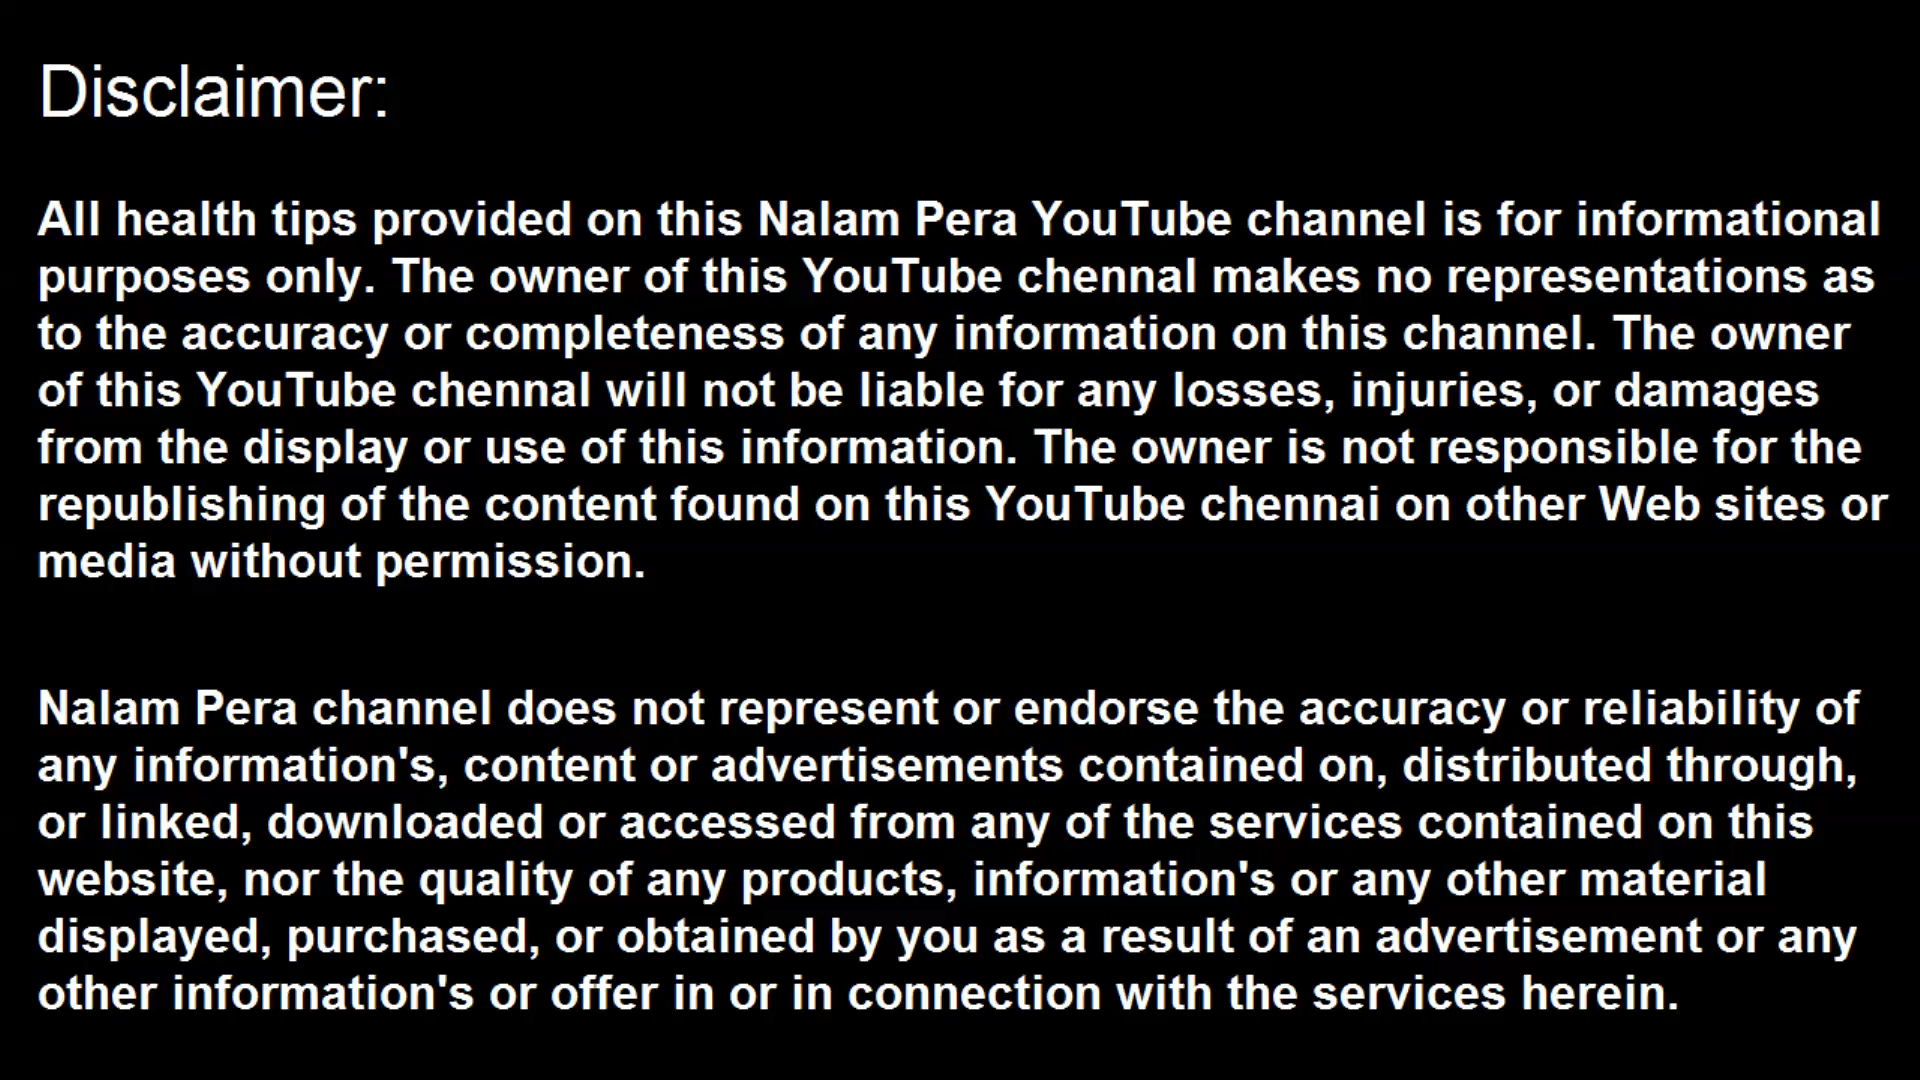 Disclaimer:
All health tips provided on this Nalam Pera YouTube channel is for informational
purposes only. The owner of this YouTube chennal makes no representations as
to the accuracy or completeness of any information on this channel. The owner
of this YouTube chennal will not be liable for any losses, injuries, or damages
from the display or use of this information. The owner is not responsible for the
republishing of the content found on this YouTube chennai on other Web sites or
media without permission.
Nalam Pera channel does not represent or endorse the accuracy or reliability of
any information's, content or advertisements contained on, distributed through,
or linked, downloaded or accessed from any of the services contained on this
website, nor the quality of any products, information's or any other material
displayed, purchased, or obtained by you as a result of an advertisement or any
other information's or offer in or in connection with the services herein.